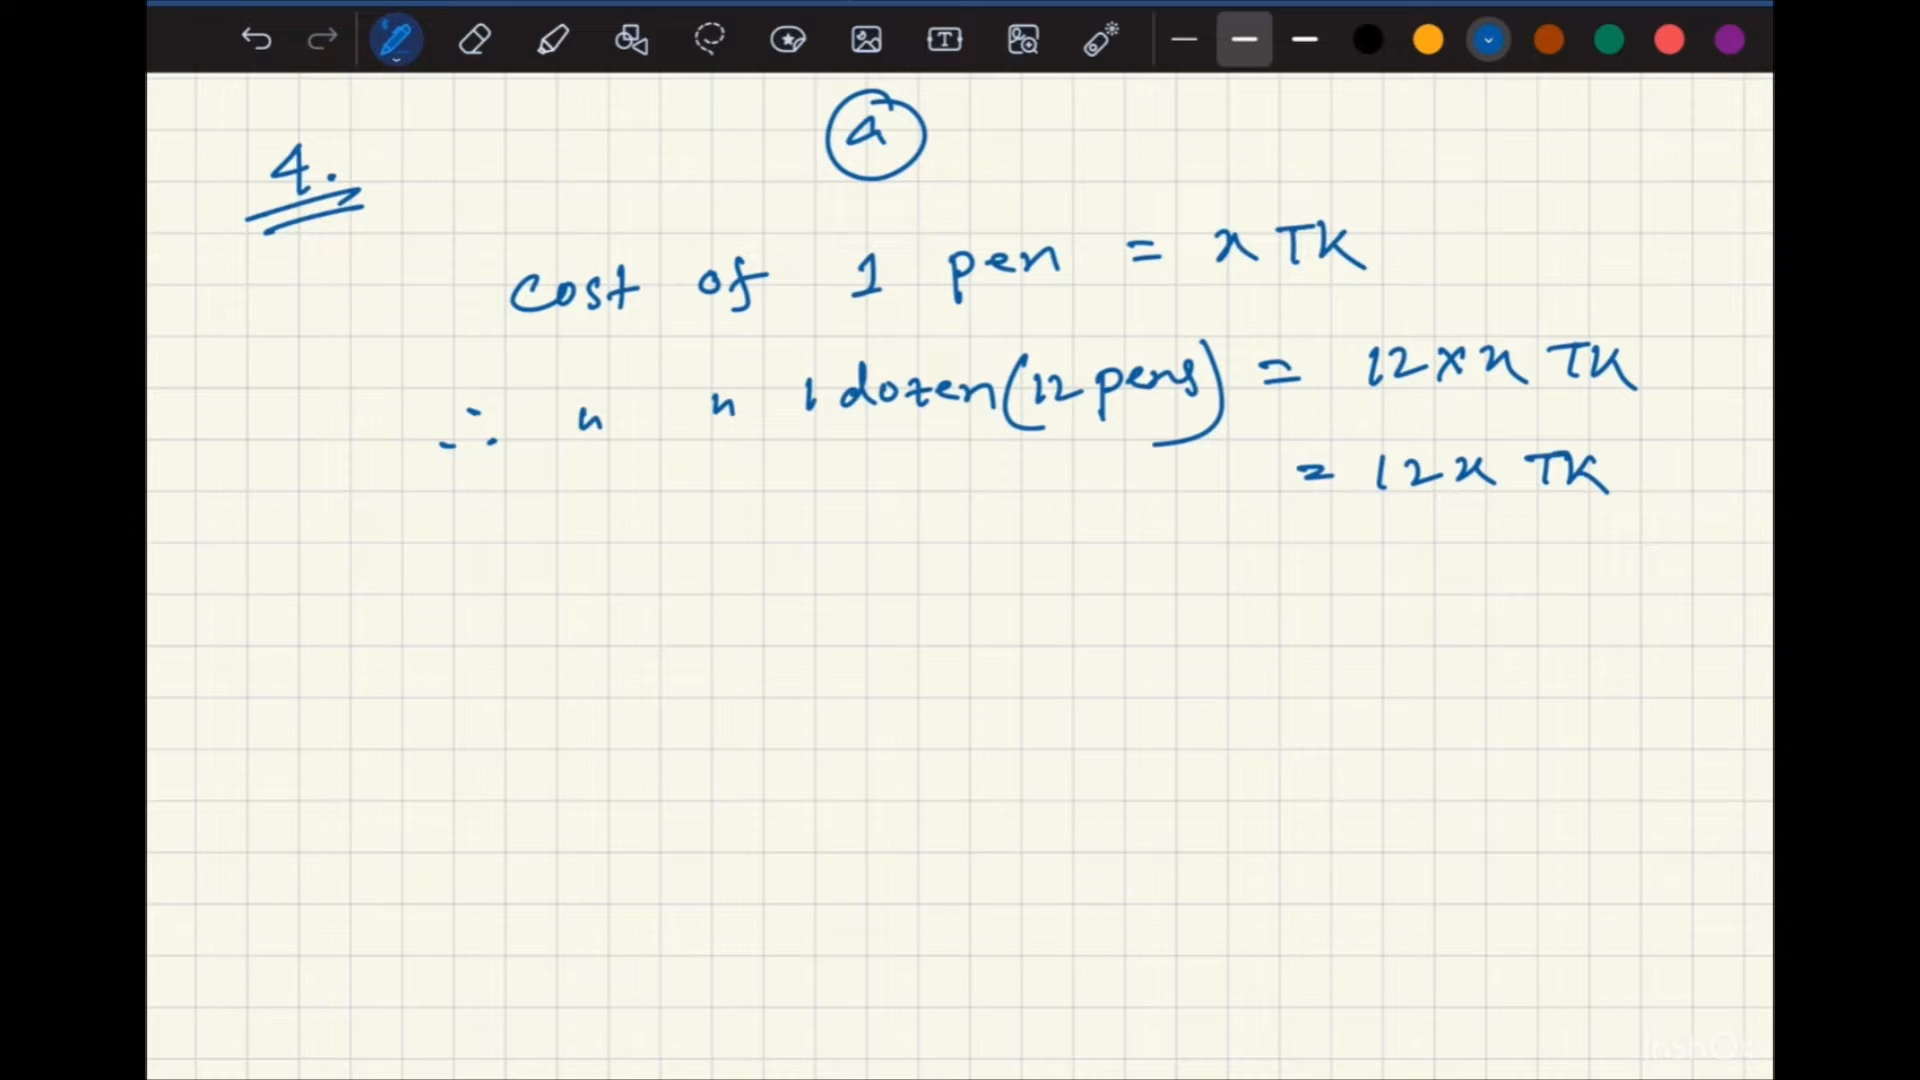 a
4.
cost of 1 pen = x TK
∴ " " 1 dozen (12 pens) = 12 × x TK
= 12x TK